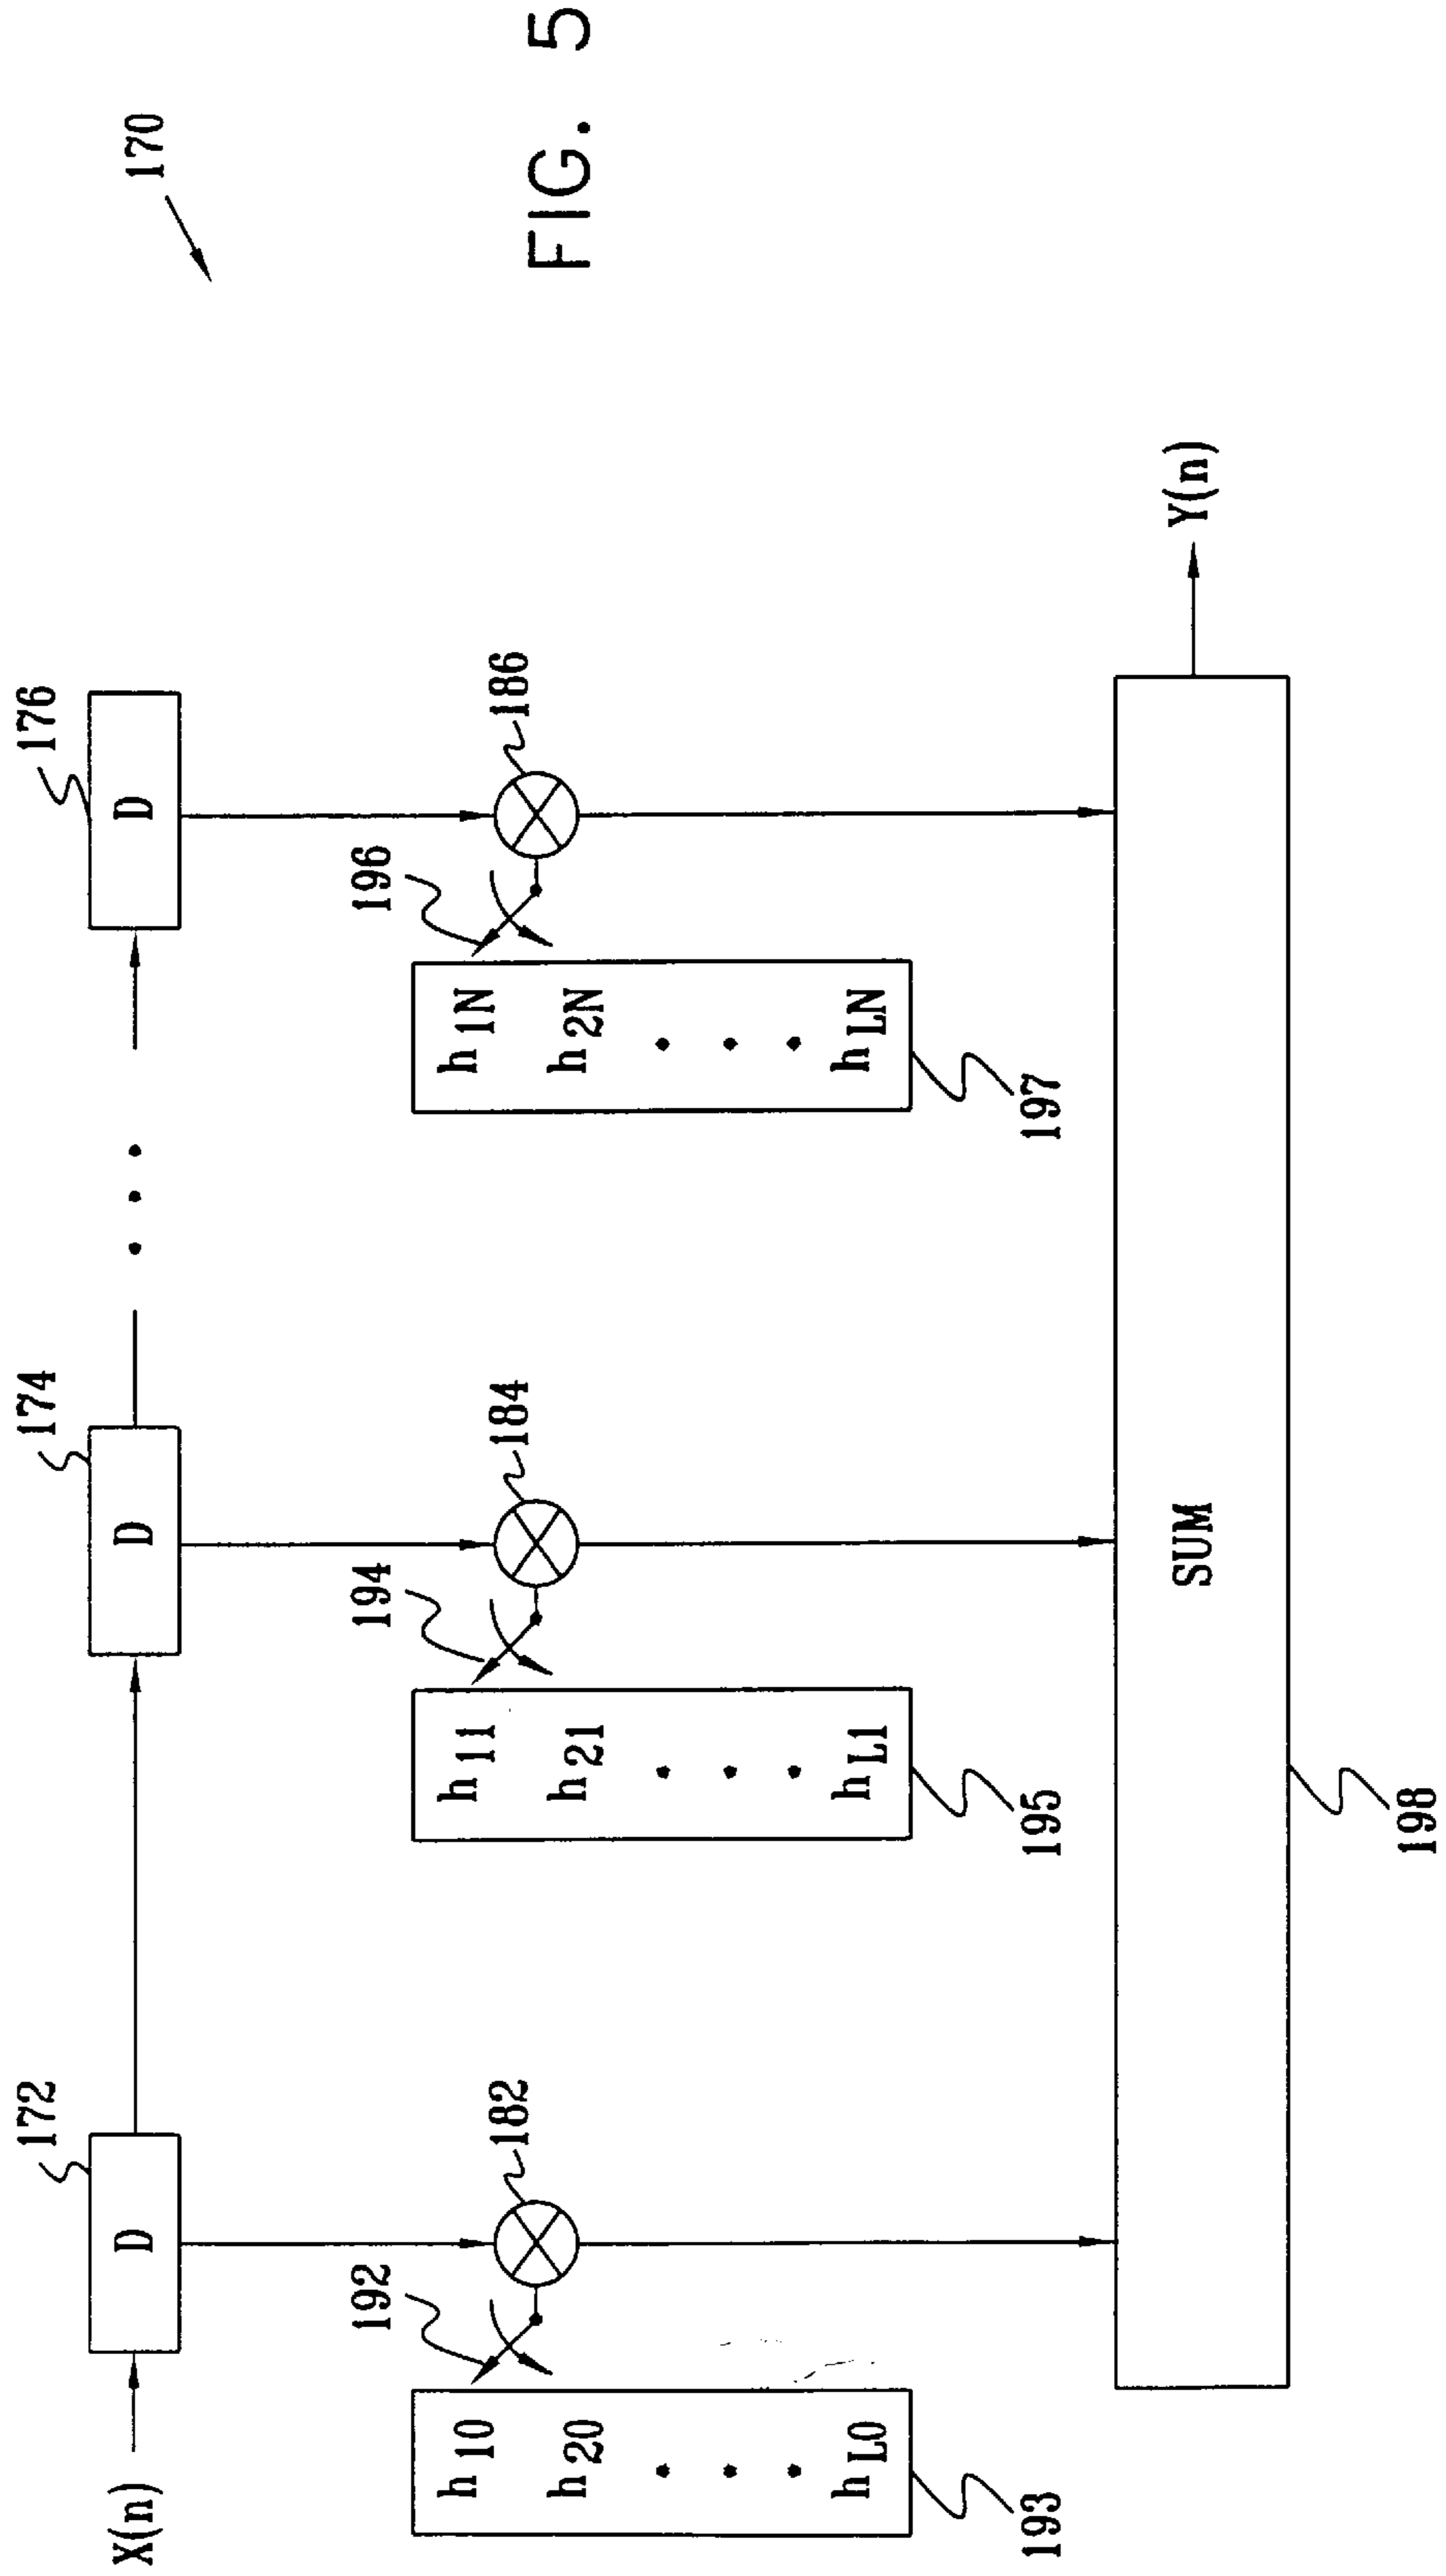 170
FIG. 5
172
174
176
X(n)
D
D
D
192
182
194
184
196
186
h10
h20
hL0
h11
h21
hL1
h1N
h2N
hLN
193
195
197
SUM
Y(n)
198